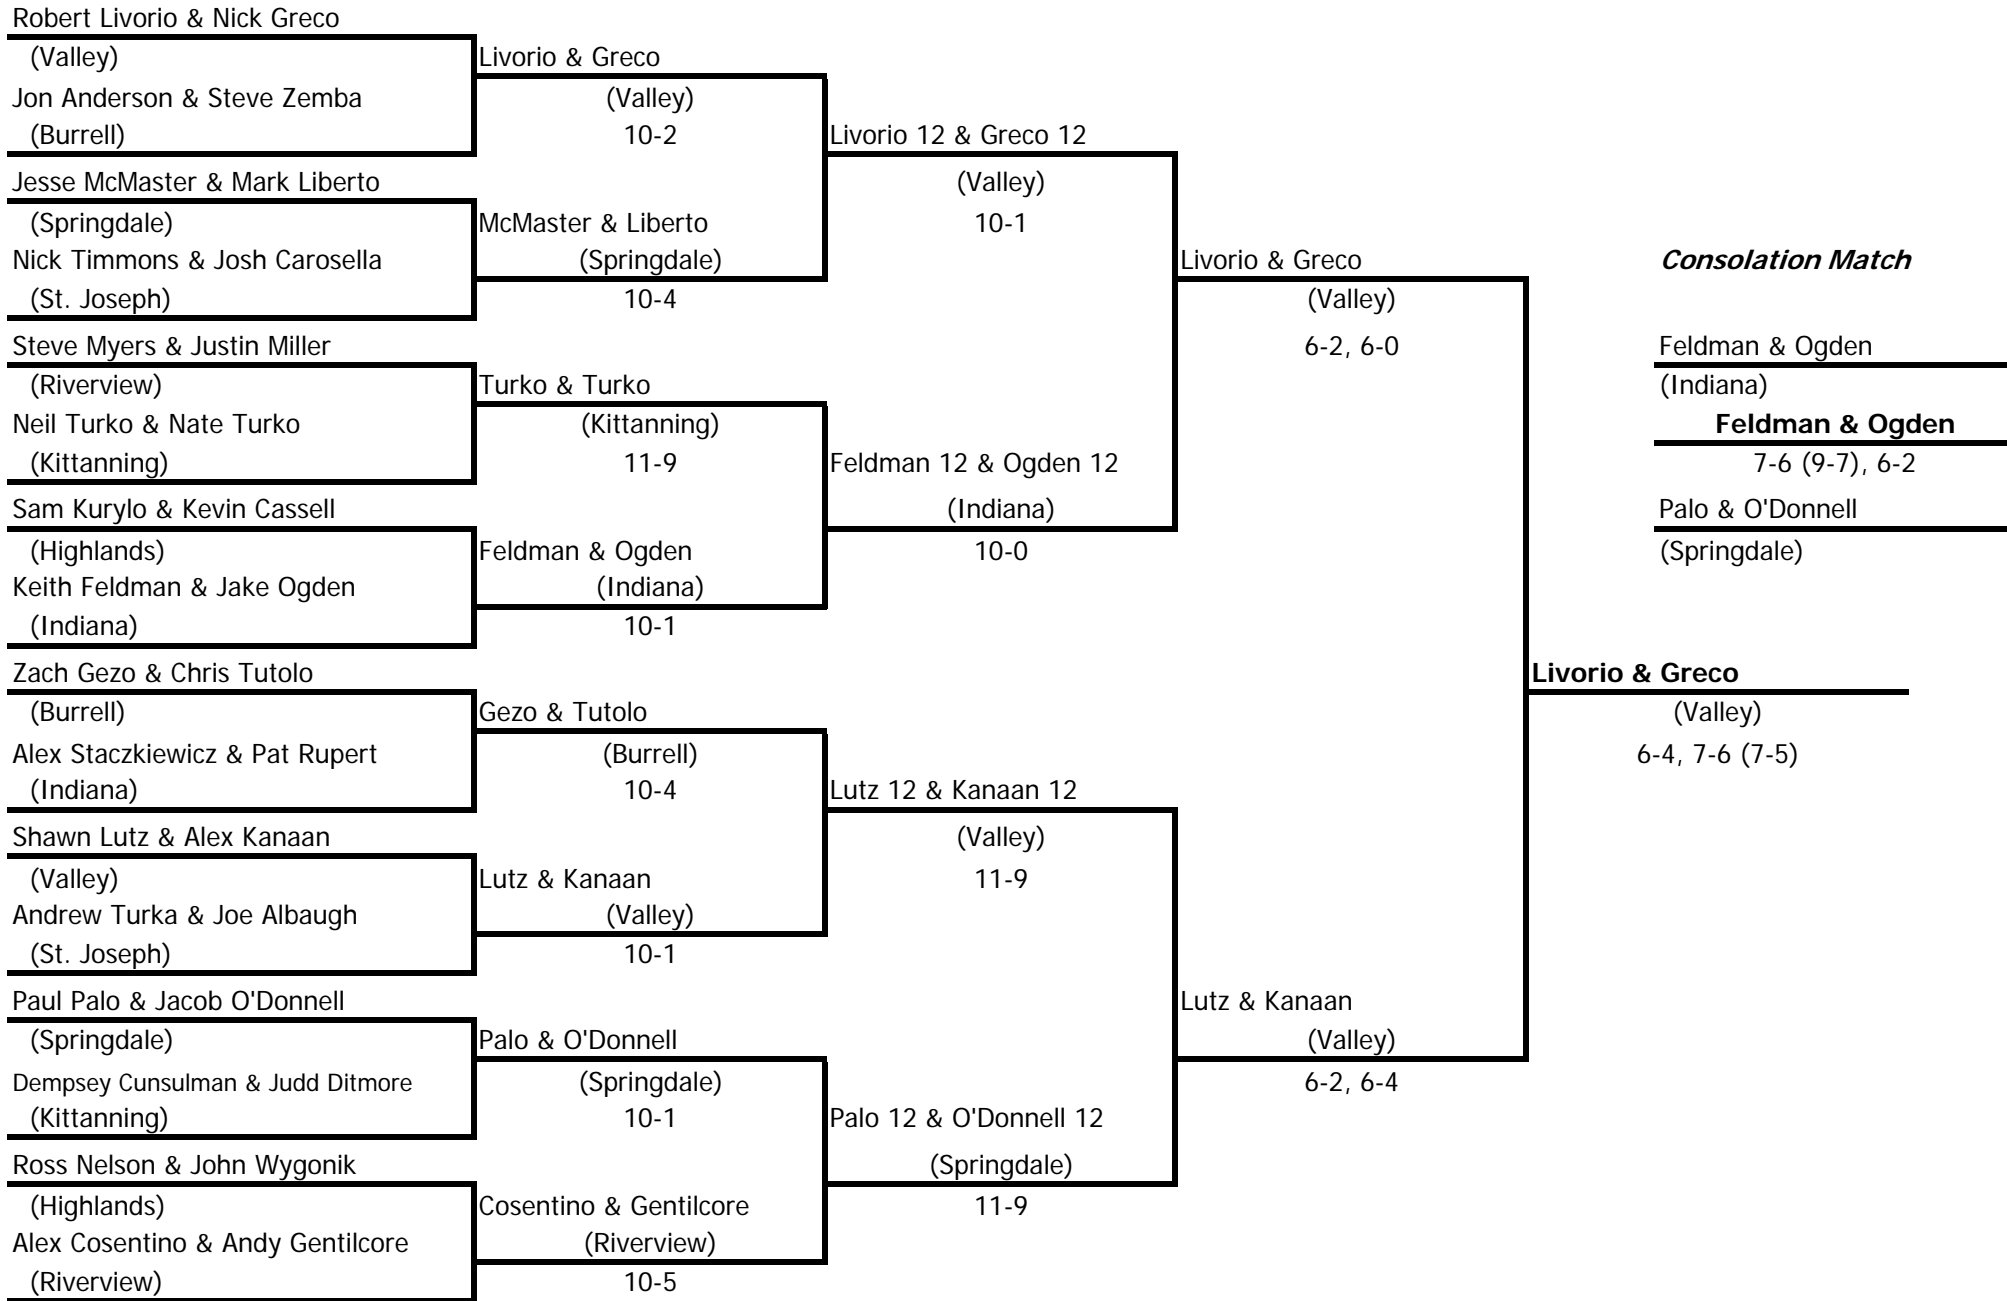 Robert Livorio & Nick Greco
(Valley)
Jon Anderson & Steve Zemba
(Burrell)
Jesse McMaster & Mark Liberto
(Springdale)
Nick Timmons & Josh Carosella
(St. Joseph)
Steve Myers & Justin Miller
(Riverview)
Neil Turko & Nate Turko
(Kittanning)
Sam Kurylo & Kevin Cassell
(Highlands)
Keith Feldman & Jake Ogden
(Indiana)
Zach Gezo & Chris Tutolo
(Burrell)
Alex Staczkiewicz & Pat Rupert
(Indiana)
Shawn Lutz & Alex Kanaan
(Valley)
Andrew Turka & Joe Albaugh
(St. Joseph)
Paul Palo & Jacob O'Donnell
(Springdale)
Dempsey Cunsulman & Judd Ditmore
(Kittanning)
Ross Nelson & John Wygonik
(Highlands)
Alex Cosentino & Andy Gentilcore
(Riverview)
Livorio & Greco
(Valley)
10-2
McMaster & Liberto
(Springdale)
10-4
Turko & Turko
(Kittanning)
11-9
Feldman & Ogden
(Indiana)
10-1
Gezo & Tutolo
(Burrell)
10-4
Lutz & Kanaan
(Valley)
10-1
Palo & O'Donnell
(Springdale)
10-1
Cosentino & Gentilcore
(Riverview)
10-5
Livorio 12 & Greco 12
(Valley)
10-1
Feldman 12 & Ogden 12
(Indiana)
10-0
Lutz 12 & Kanaan 12
(Valley)
11-9
Palo 12 & O'Donnell 12
(Springdale)
11-9
Livorio & Greco
(Valley)
6-2, 6-0
Lutz & Kanaan
(Valley)
6-2, 6-4
Livorio & Greco
(Valley)
6-4, 7-6 (7-5)
Consolation Match
Feldman & Ogden
(Indiana)
Feldman & Ogden
7-6 (9-7), 6-2
Palo & O'Donnell
(Springdale)